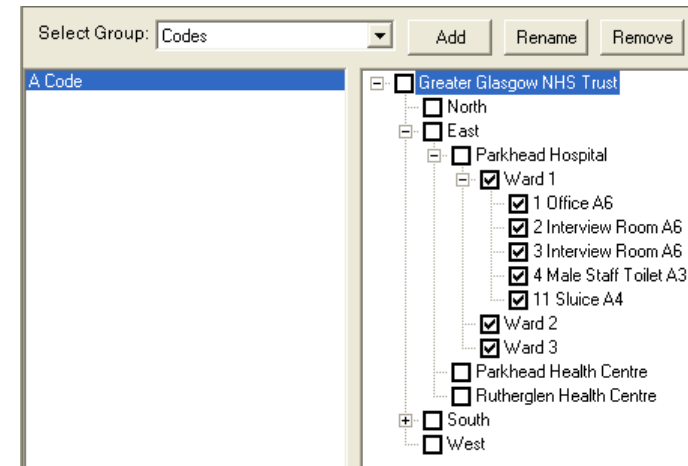 Select Group: Codes Add Rename Remove
A Code
Greater Glasgow NHS Trust
North
East
Parkhead Hospital
Ward 1
1 Office A6
2 Interview Room A6
3 Interview Room A6
4 Male Staff Toilet A3
11 Sluice A4
Ward 2
Ward 3
Parkhead Health Centre
Rutherglen Health Centre
South
West